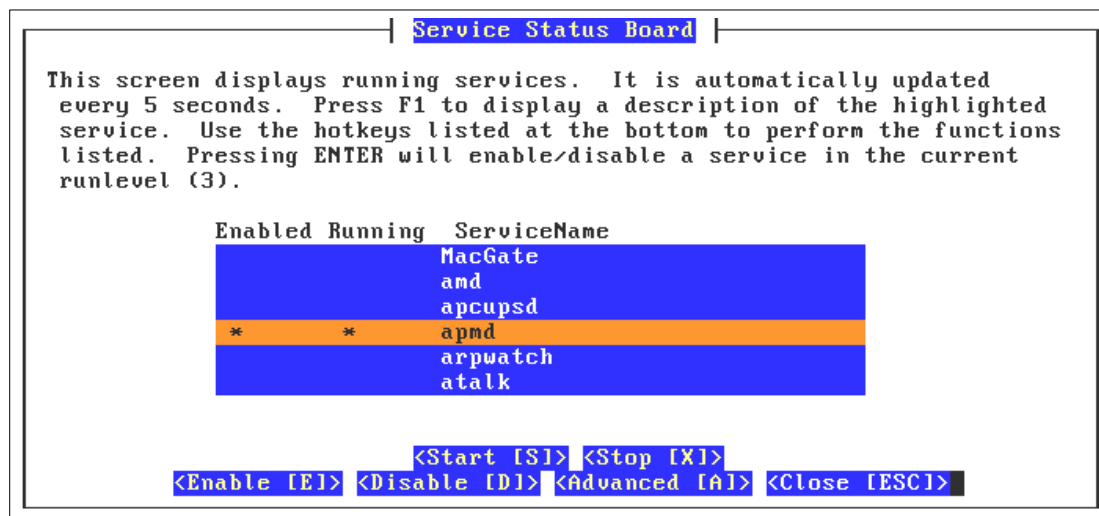 Service Status Board
This screen displays running services.  It is automatically updated
every 5 seconds.  Press F1 to display a description of the highlighted
service.  Use the hotkeys listed at the bottom to perform the functions
listed.  Pressing ENTER will enable/disable a service in the current
runlevel (3).
Enabled Running  ServiceName
MacGate
amd
apcupsd
*  *  apmd
arpwatch
atalk
<Start [S]> <Stop [X]>
<Enable [E]> <Disable [D]> <Advanced [A]> <Close [ESC]>